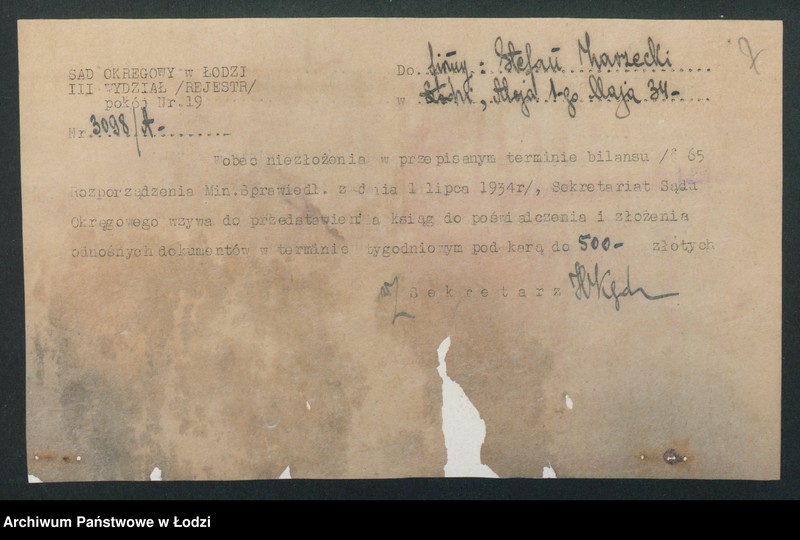 SĄD OKRĘGOWY w ŁODZI
III WYDZIAŁ /REJESTR/
pokój Nr.19
Nr. 3098/A-
Do firmy: Stefan Zarzecki
w Łodzi, Aleja 1-go Maja 34-
Wobec niezłożenia w przepisanym terminie bilansu /§ 65
Rozporządzenia Min.Sprawiedl. z dnia 1 lipca 1934r/, Sekretariat Sądu
Okręgowego wzywa do przedstawienia ksiąg do poświadczenia i złożenia
odnośnych dokumentów w terminie tygodniowym pod karą do 500- złotych
Sekretarz
Archiwum Państwowe w Łodzi